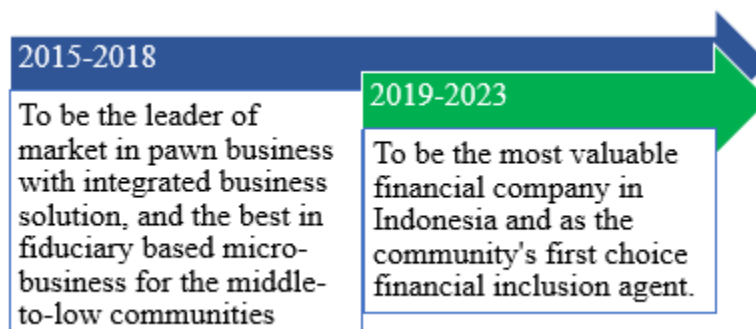 2015-2018
To be the leader of
market in pawn business
with integrated business
solution, and the best in
fiduciary based micro-
business for the middle-
to-low communities
2019-2023
To be the most valuable
financial company in
Indonesia and as the
community's first choice
financial inclusion agent.